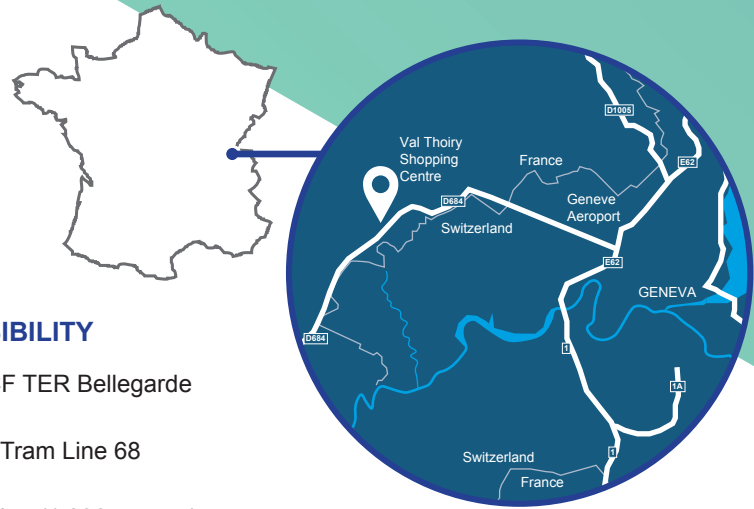 D1005
Val Thoiry
Shopping
Centre
France
E62
D684
Geneve
Aeroport
Switzerland
E62
GENEVA
D684
1
1A
1
Switzerland
France
TER Bellegarde
Tram Line 68